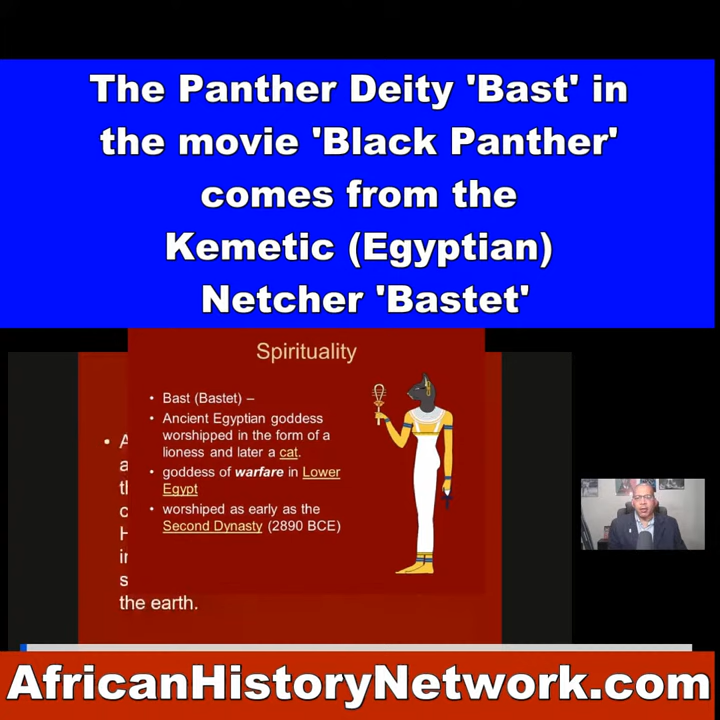 The Panther Deity 'Bast' in
the movie 'Black Panther'
comes from the
Kemetic (Egyptian)
Netcher 'Bastet'
Spirituality
• Bast (Bastet) –
• Ancient Egyptian goddess
worshipped in the form of a
lioness and later a cat.
• goddess of warfare in Lower
Egypt
• worshiped as early as the
Second Dynasty (2890 BCE)
the earth.
AfricanHistoryNetwork.com